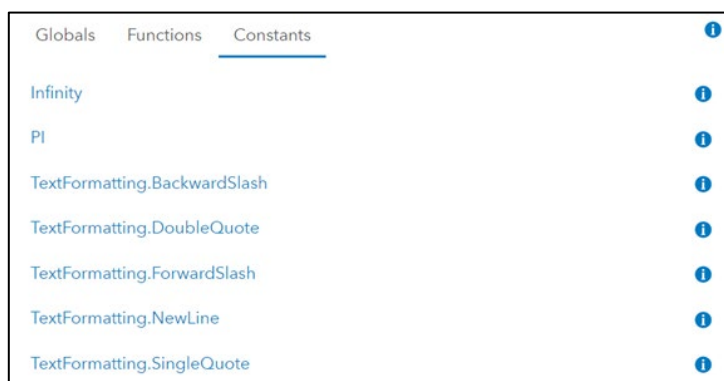 Globals Functions Constants
Infinity
PI
TextFormatting.BackwardSlash
TextFormatting.DoubleQuote
TextFormatting.ForwardSlash
TextFormatting.NewLine
TextFormatting.SingleQuote